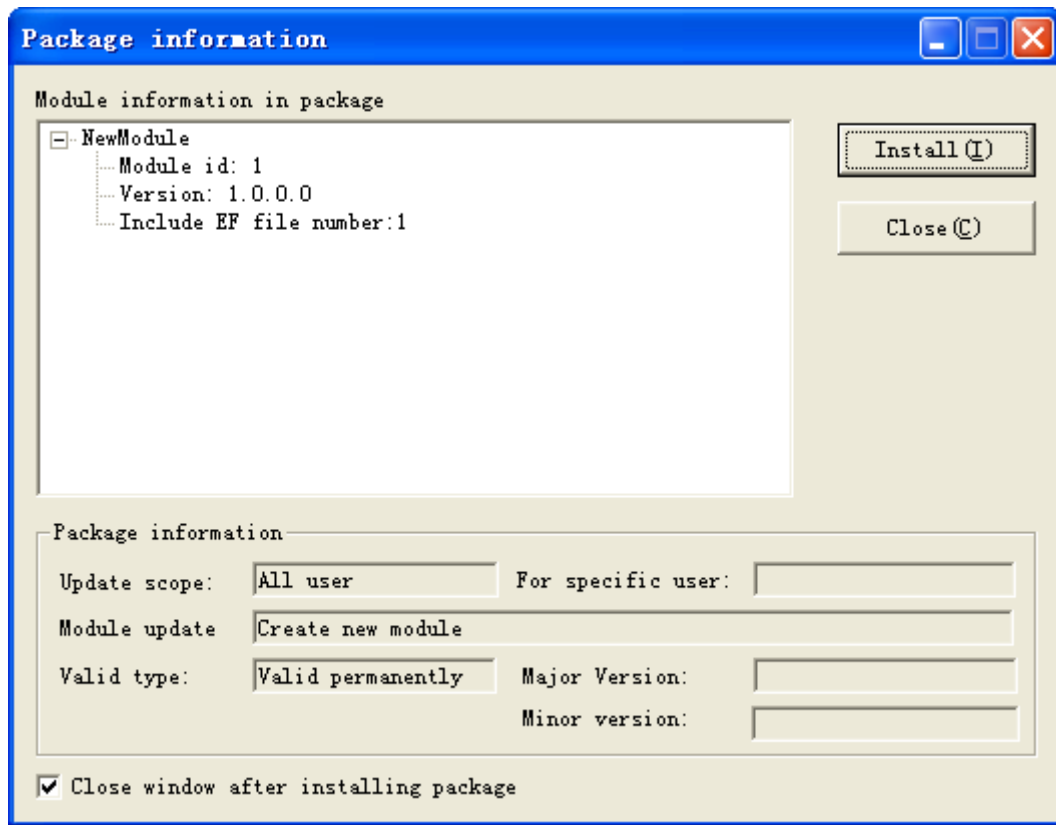 Package information
Module information in package
NewModule
Module id: 1
Version: 1.0.0.0
Include EF file number:1
Install(I)
Close(C)
Package information
Update scope: All user For specific user:
Module update Create new module
Valid type: Valid permanently Major Version:
Minor version:
Close window after installing package